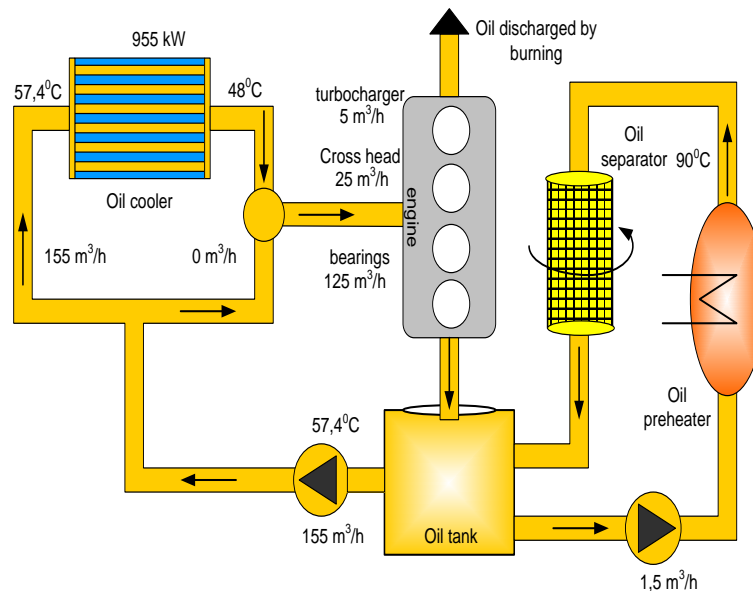 955 kW
Oil discharged by
burning
57,4⁰C
48⁰C
turbocharger
5 m³/h
Oil
separator
90⁰C
Cross head
25 m³/h
Oil cooler
engine
155 m³/h
0 m³/h
bearings
125 m³/h
Oil
preheater
57,4⁰C
155 m³/h
Oil tank
1,5 m³/h